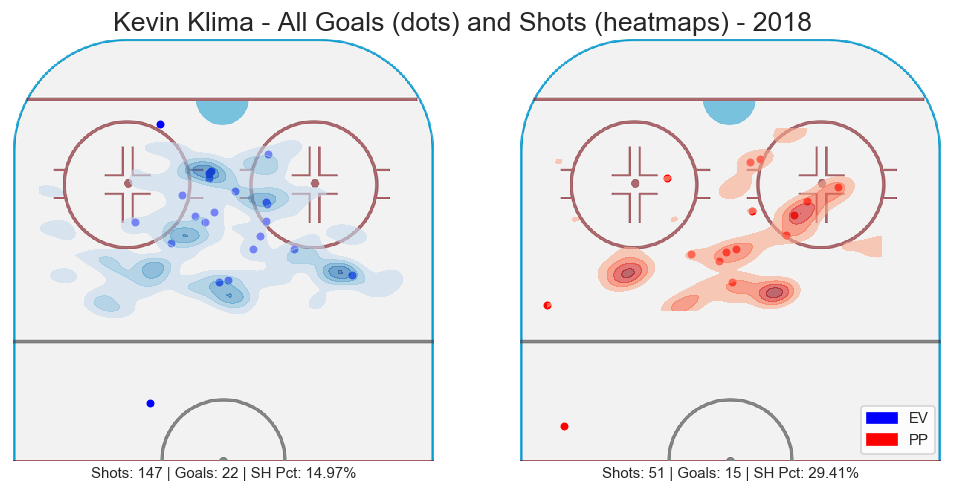 Kevin Klima - All Goals (dots) and Shots (heatmaps) - 2018
EV
PP
Shots: 147 | Goals: 22 | SH Pct: 14.97%
Shots: 51 | Goals: 15 | SH Pct: 29.41%